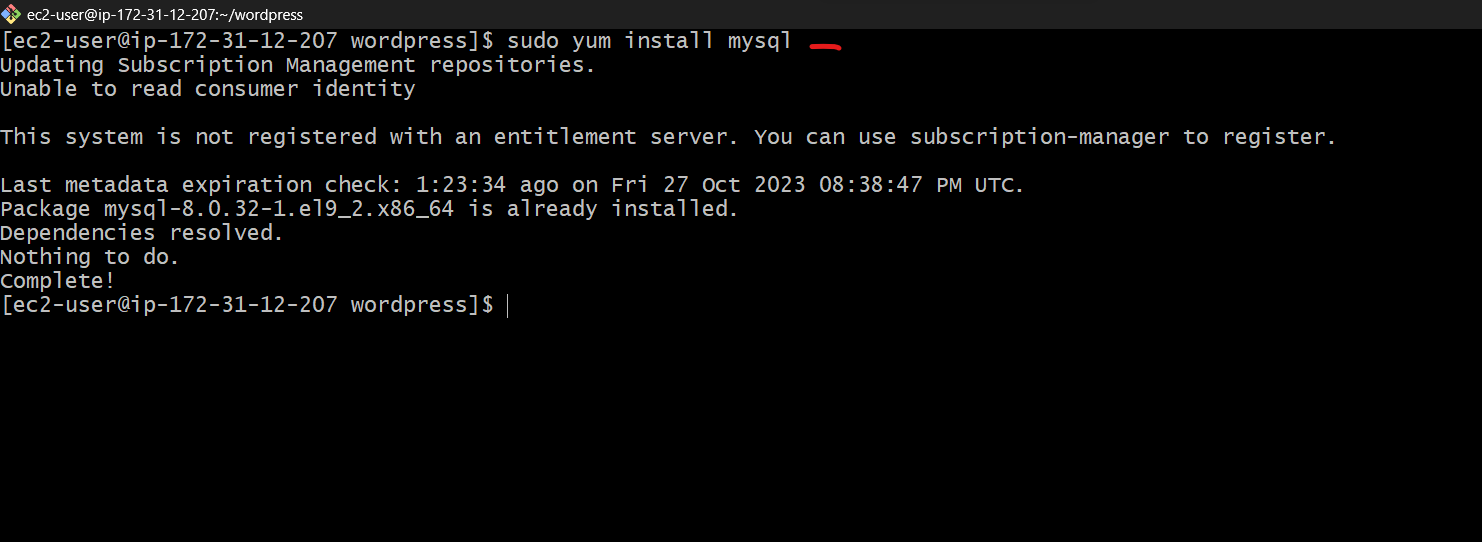 ec2-user@ip-172-31-12-207:~/wordpress
[ec2-user@ip-172-31-12-207 wordpress]$ sudo yum install mysql
Updating Subscription Management repositories.
Unable to read consumer identity
This system is not registered with an entitlement server. You can use subscription-manager to register.
Last metadata expiration check: 1:23:34 ago on Fri 27 Oct 2023 08:38:47 PM UTC.
Package mysql-8.0.32-1.el9_2.x86_64 is already installed.
Dependencies resolved.
Nothing to do.
Complete!
[ec2-user@ip-172-31-12-207 wordpress]$